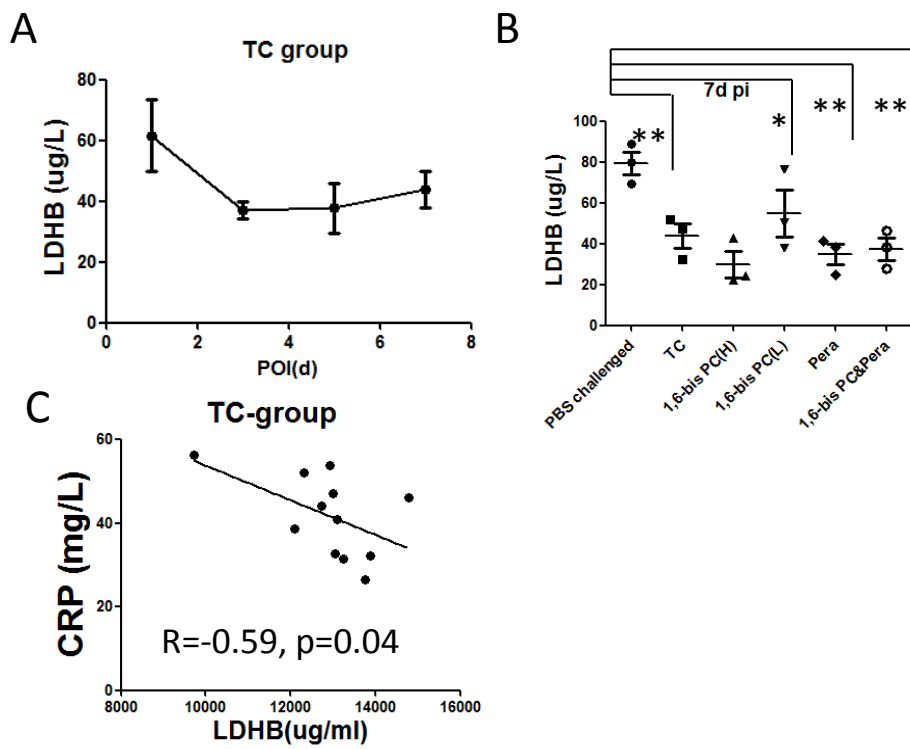 A
TC group
LDHB (ug/L)
80
60
40
20
0
0 2 4 6 8
POI(d)
B
7d pi
** * ** **
LDHB (ug/L)
100
80
60
40
20
0
PBS challenged
TC
1,6-bis PC(H)
1,6-bis PC(L)
Pera
1,6-bis PC&Pera
C
TC-group
CRP (mg/L)
60
40
20
0
R=-0.59, p=0.04
8000 10000 12000 14000 16000
LDHB(ug/ml)